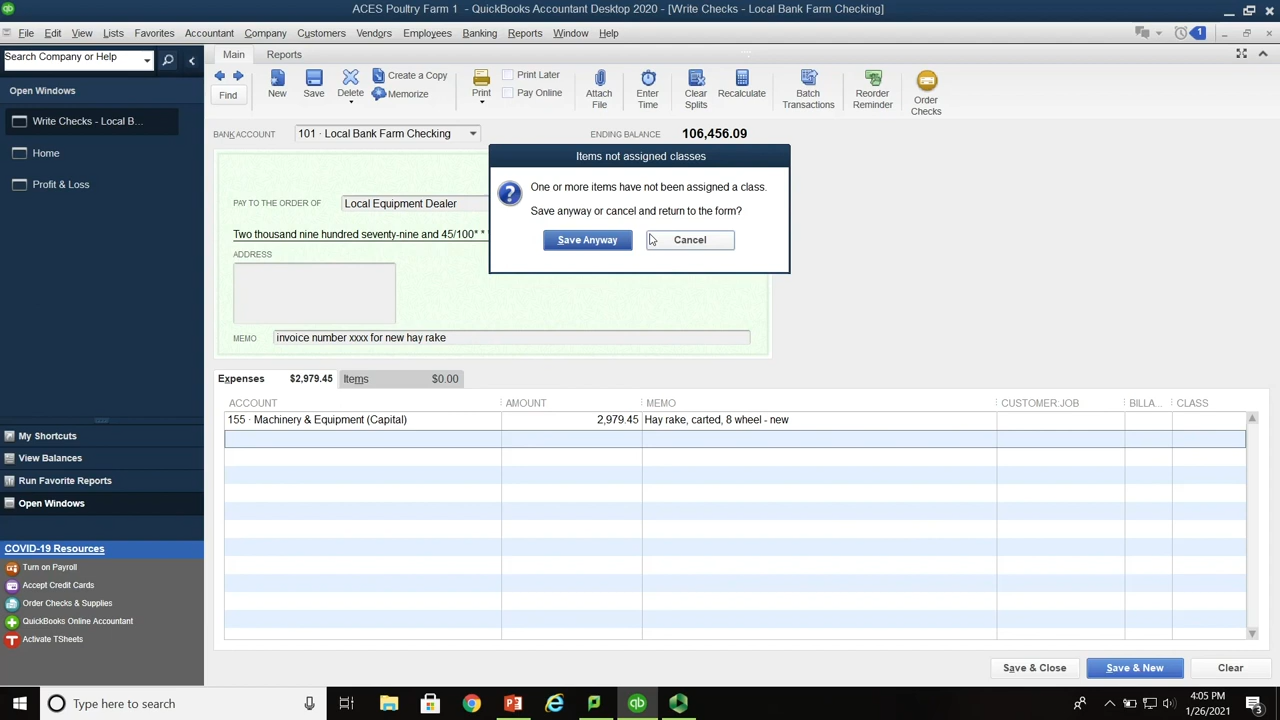 ACES Poultry Farm 1 - QuickBooks Accountant Desktop 2020 - [Write Checks - Local Bank Farm Checking]
File Edit View Lists Favorites Accountant Company Customers Vendors Employees Banking Reports Window Help
1
Search Company or Help
Main Reports
Find
New
Save
Delete
Create a Copy
Memorize
Print
Print Later
Pay Online
Attach File
Enter Time
Clear Splits
Recalculate
Batch Transactions
Reorder Reminder
Order Checks
Open Windows
Write Checks - Local B...
Home
Profit & Loss
BANK ACCOUNT 101 · Local Bank Farm Checking ENDING BALANCE 106,456.09
Items not assigned classes
One or more items have not been assigned a class.
Save anyway or cancel and return to the form?
Save Anyway Cancel
PAY TO THE ORDER OF Local Equipment Dealer
Two thousand nine hundred seventy-nine and 45/100* * *
ADDRESS
MEMO invoice number xxxx for new hay rake
Expenses $2,979.45 Items $0.00
ACCOUNT AMOUNT MEMO CUSTOMER:JOB BILLA... CLASS
155 · Machinery & Equipment (Capital) 2,979.45 Hay rake, carted, 8 wheel - new
My Shortcuts
View Balances
Run Favorite Reports
Open Windows
COVID-19 Resources
Turn on Payroll
Accept Credit Cards
Order Checks & Supplies
QuickBooks Online Accountant
Activate TSheets
Save & Close Save & New Clear
Type here to search
4:05 PM
1/26/2021
3